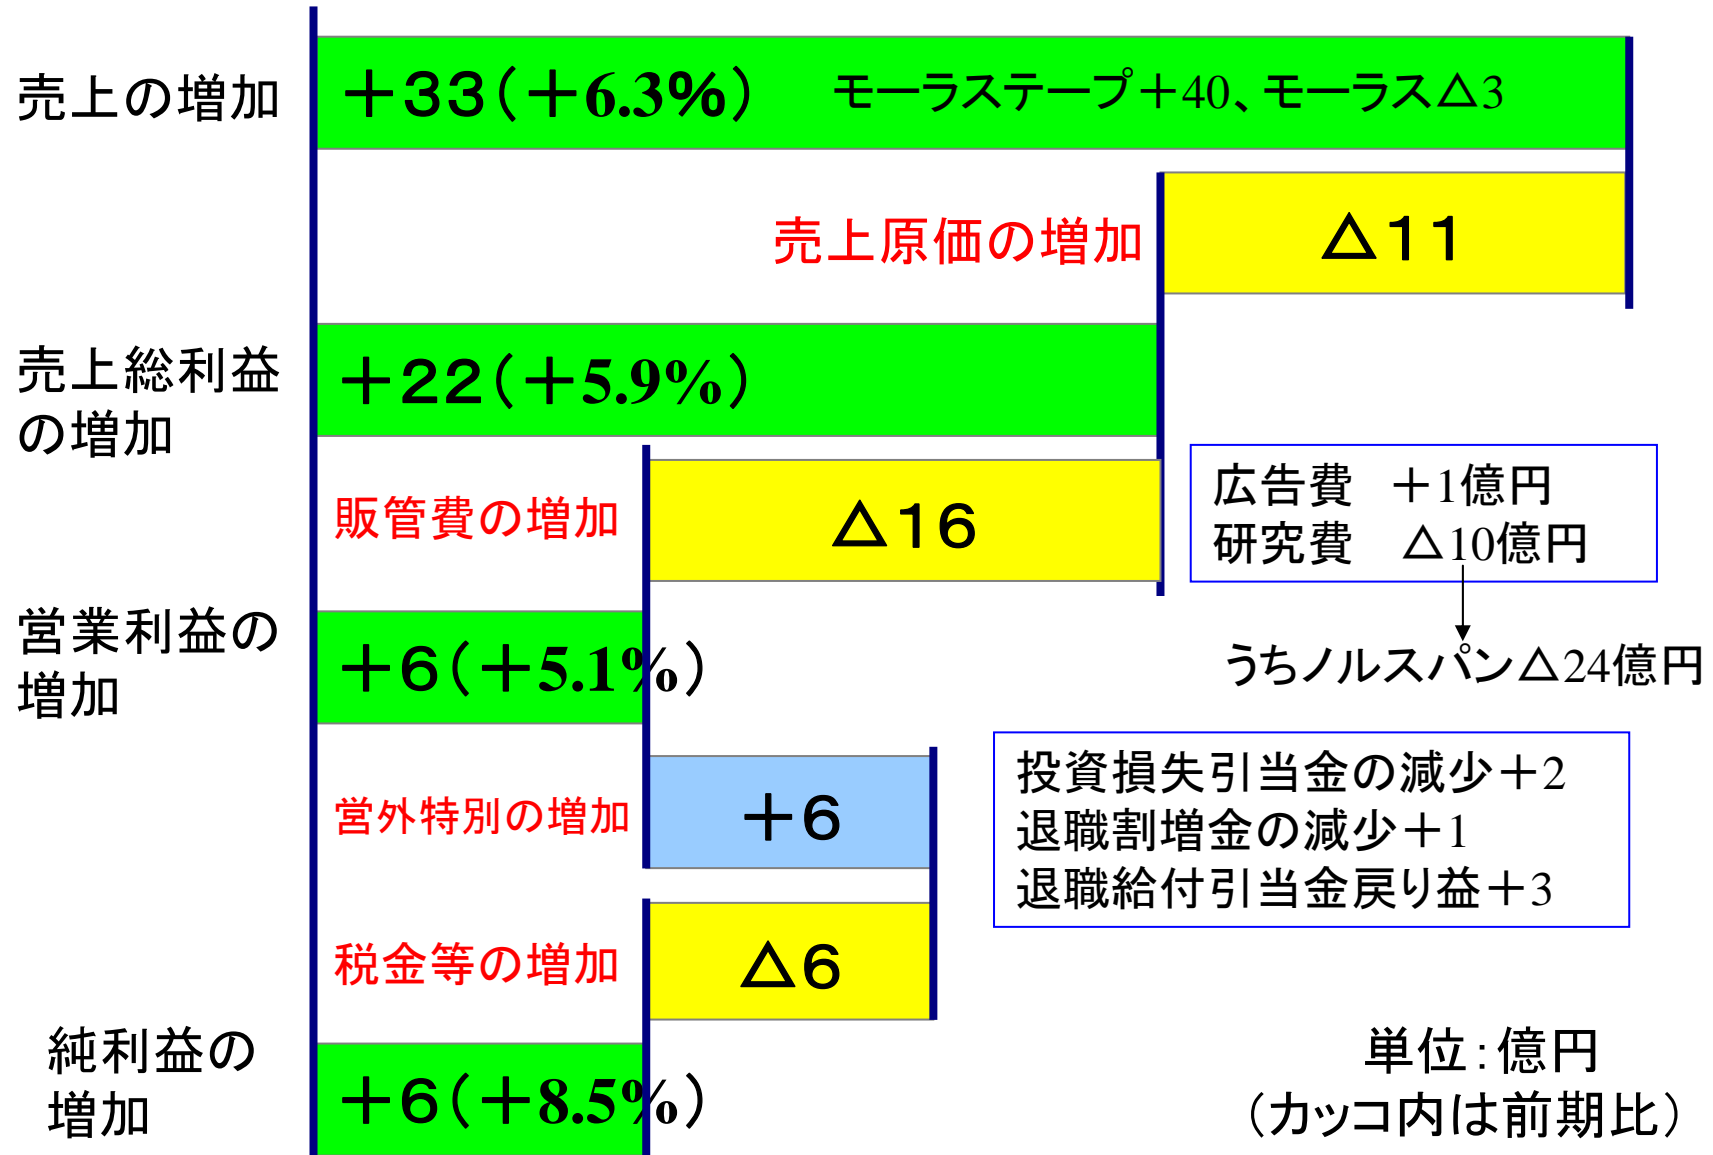 売上の増加
＋３３（＋6.3％）
モーラステープ＋40、モーラス△3
売上原価の増加
△１１
売上総利益
の増加
＋２２（＋5.9%）
販管費の増加
△１６
広告費　＋1億円
研究費　△10億円
うちノルスパン△24億円
営業利益の
増加
＋６（＋5.1%）
営外特別の増加
＋６
投資損失引当金の減少＋2
退職割増金の減少＋1
退職給付引当金戻り益＋3
税金等の増加
△６
純利益の
増加
＋６（＋8.5%）
単位：億円
（カッコ内は前期比）